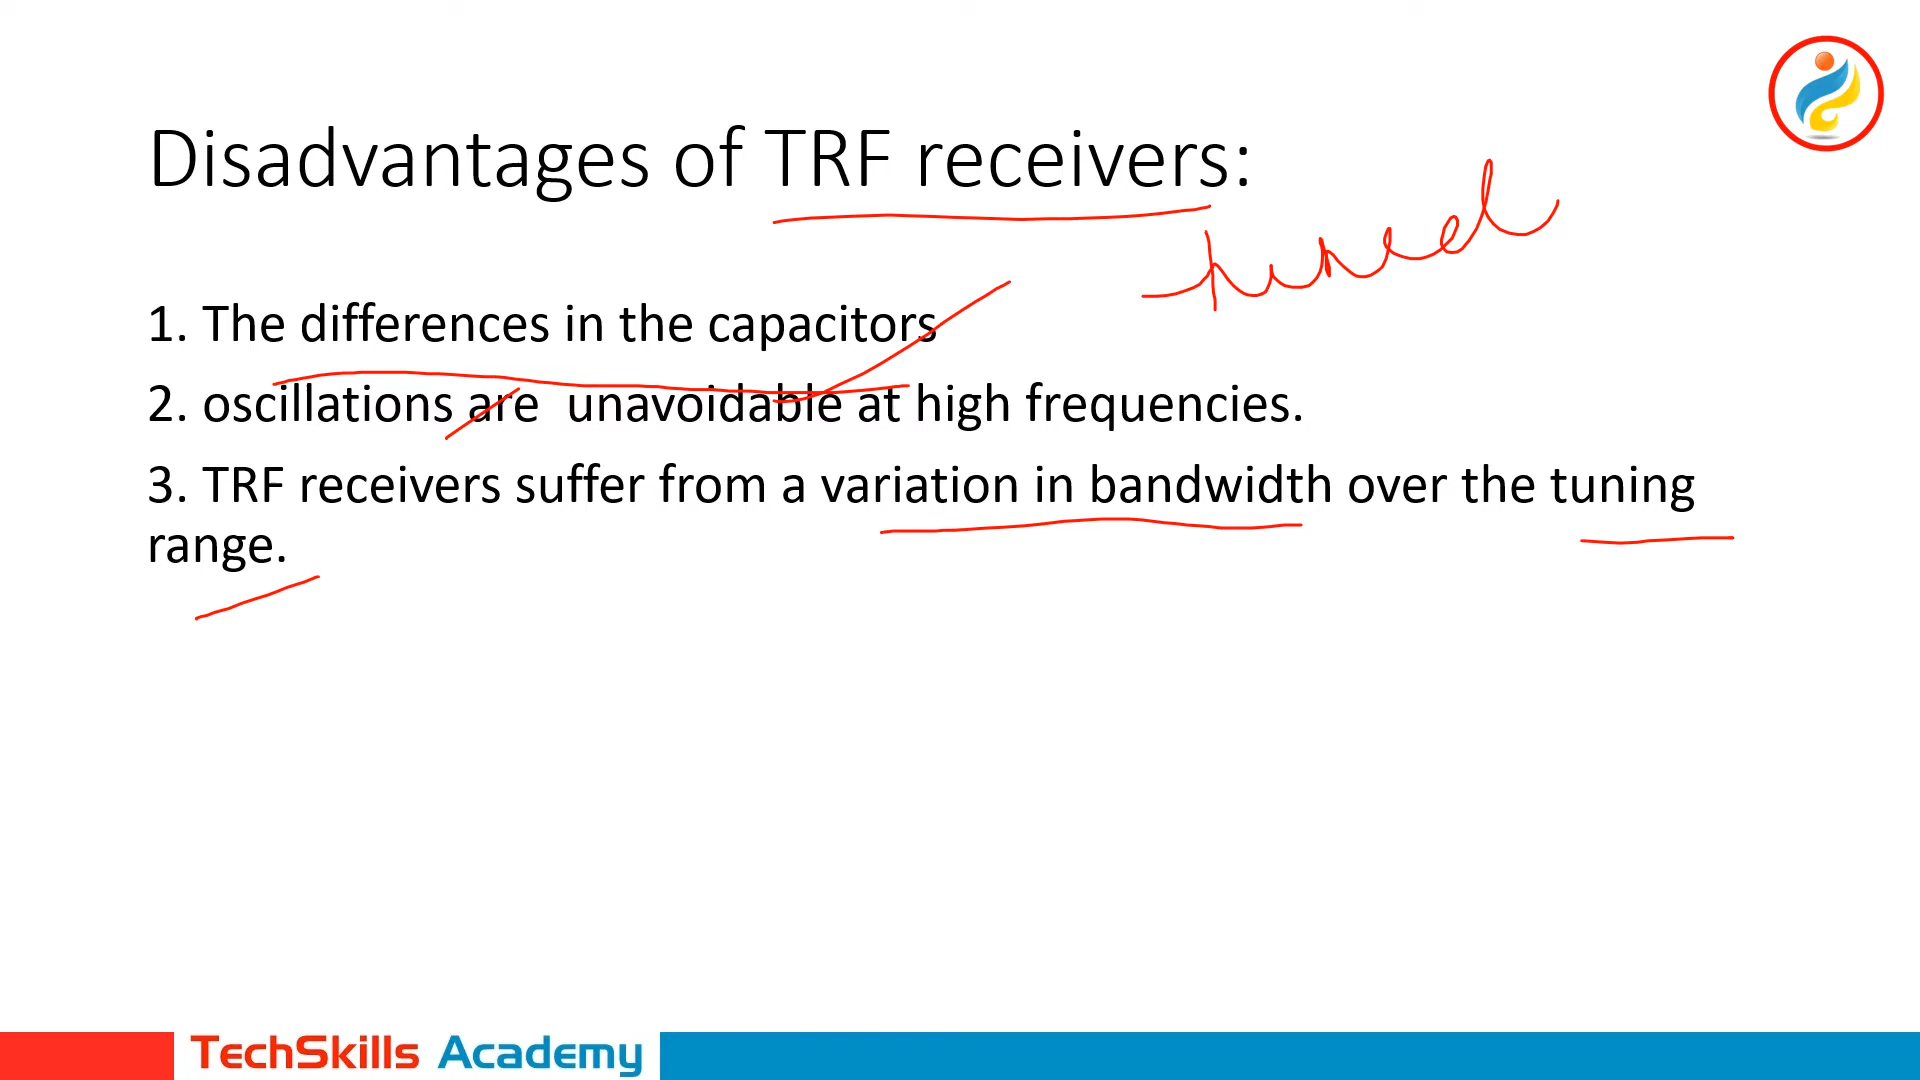 Disadvantages of TRF receivers:
tuned
1. The differences in the capacitors
2. oscillations are unavoidable at high frequencies.
3. TRF receivers suffer from a variation in bandwidth over the tuning
range.
TechSkills Academy